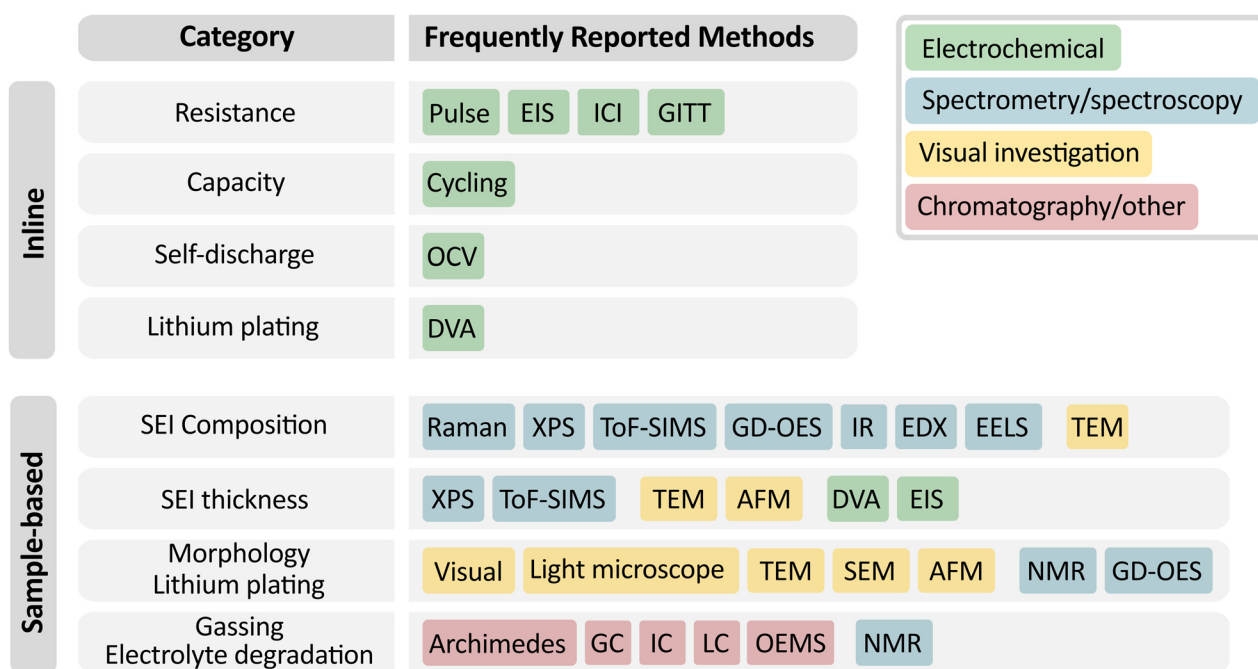 Category Frequently Reported Methods
Electrochemical
Spectrometry/spectroscopy
Visual investigation
Chromatography/other
Inline
Resistance Pulse EIS ICI GITT
Capacity Cycling
Self-discharge OCV
Lithium plating DVA
Sample-based
SEI Composition Raman XPS ToF-SIMS GD-OES IR EDX EELS TEM
SEI thickness XPS ToF-SIMS TEM AFM DVA EIS
Morphology
Lithium plating Visual Light microscope TEM SEM AFM NMR GD-OES
Gassing
Electrolyte degradation Archimedes GC IC LC OEMS NMR